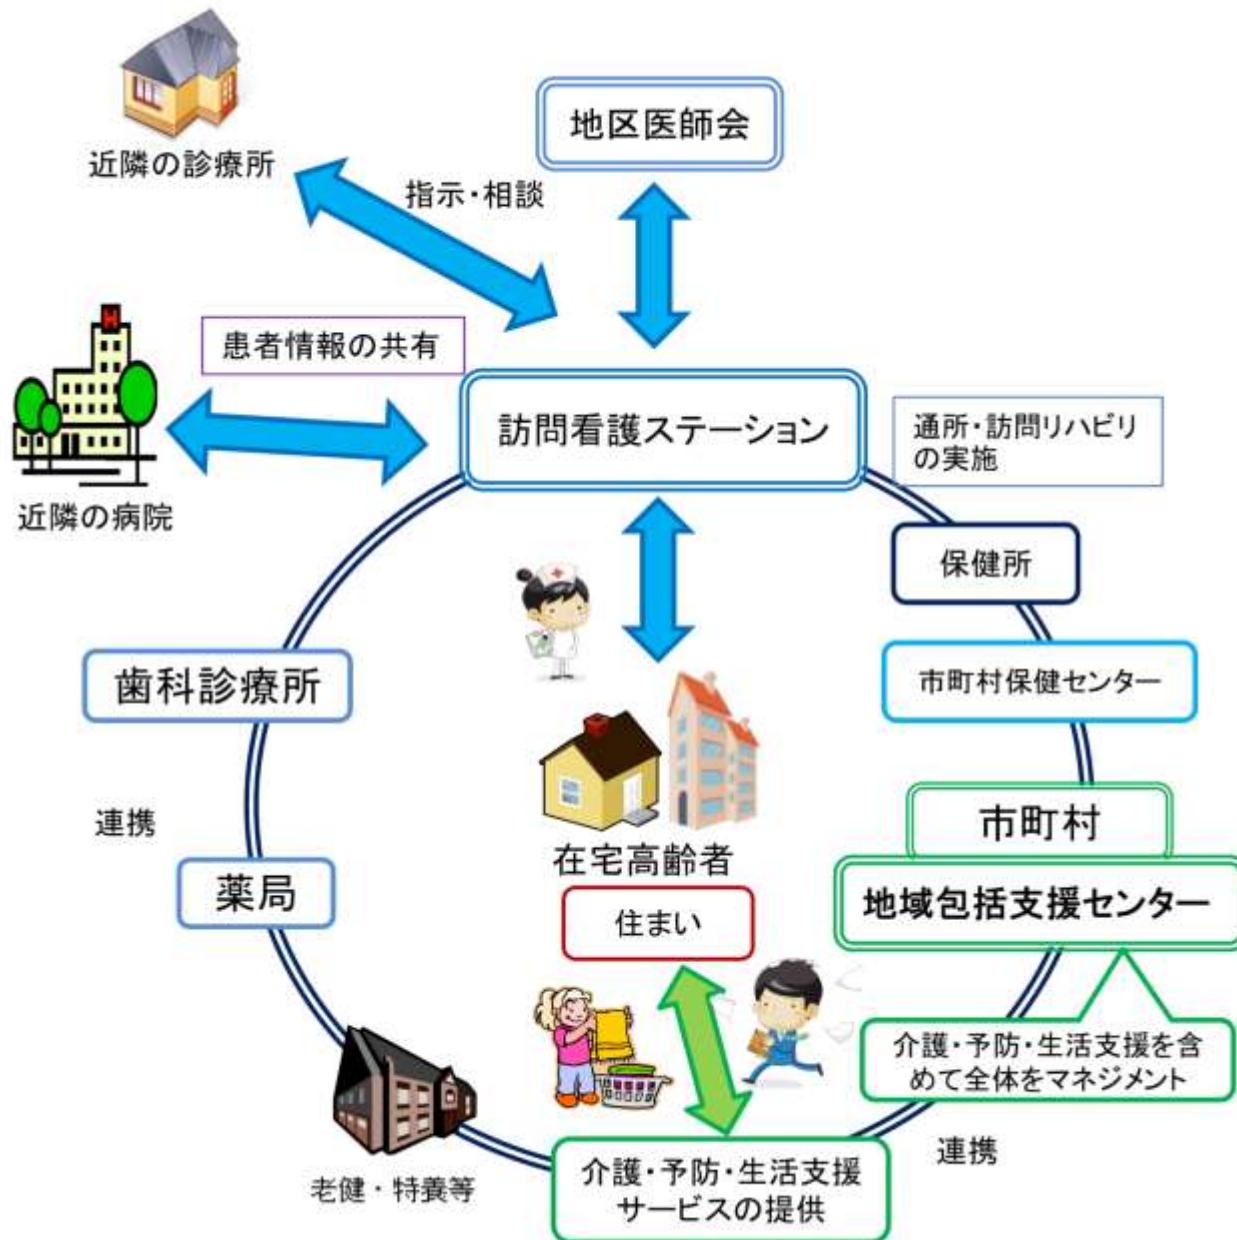 地区医師会
近隣の診療所
指示・相談
患者情報の共有
訪問看護ステーション
通所・訪問リハビリ
の実施
近隣の病院
保健所
歯科診療所
市町村保健センター
連携
市町村
在宅高齢者
薬局
地域包括支援センター
住まい
介護・予防・生活支援を含
めて全体をマネジメント
連携
老健・特養等
介護・予防・生活支援
サービスの提供